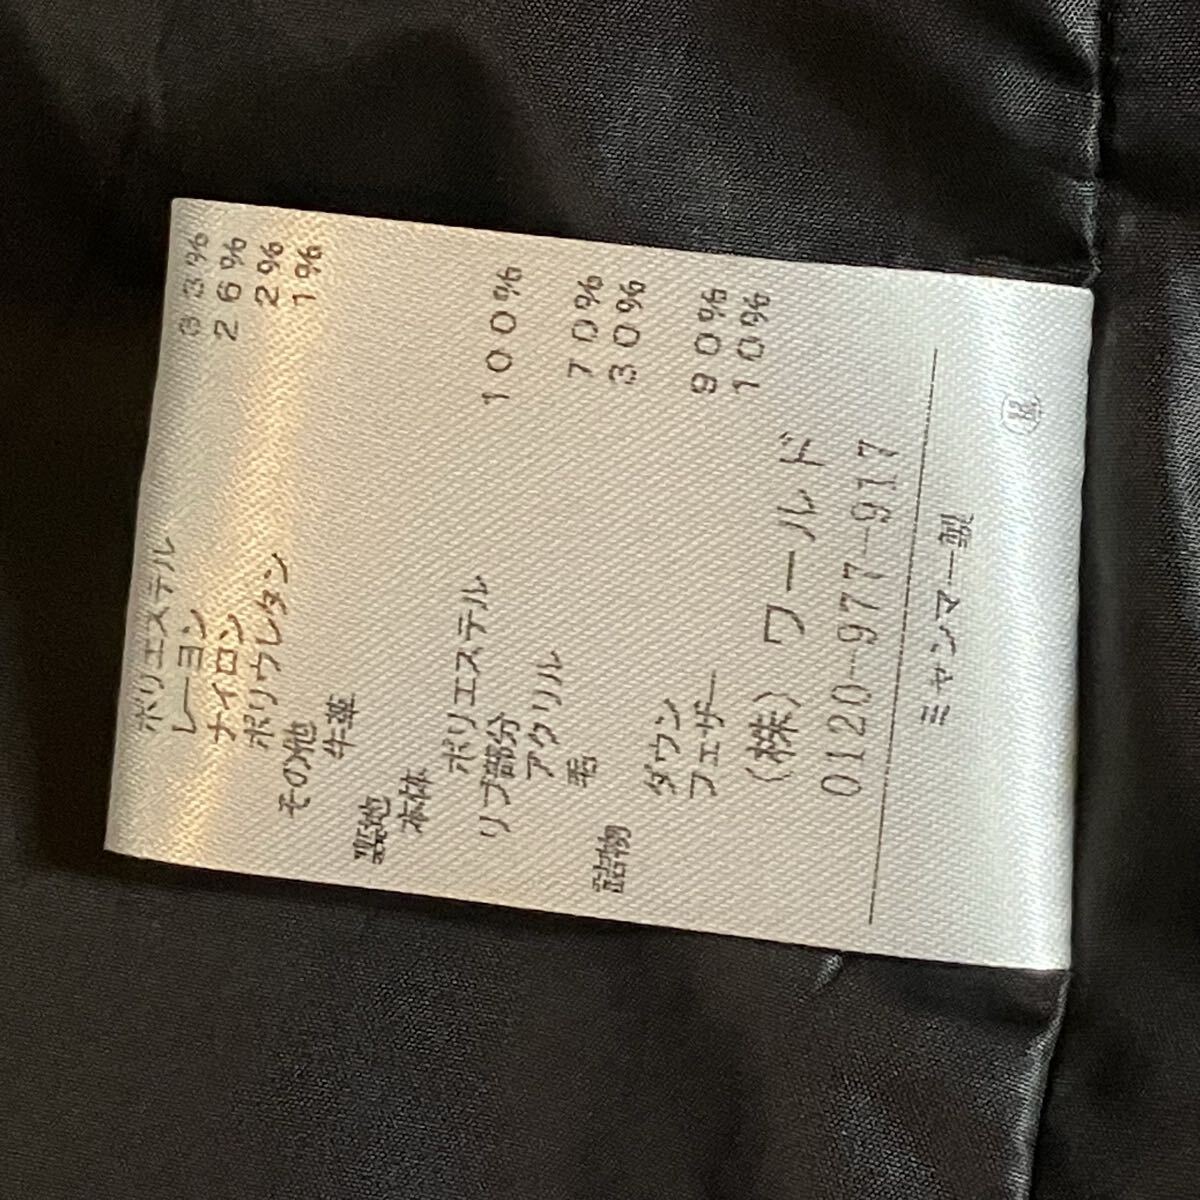 ポリエステル
レーヨン 26%
ナイロン 2%
ポリウレタン 1%
その他
牛革
裏地
本体
ポリエステル 100%
リブ部分
アクリル 70%
毛 30%
詰物
ダウン 90%
フェザー 10%
(株)ワールド
0120-977-917
ミャンマー製